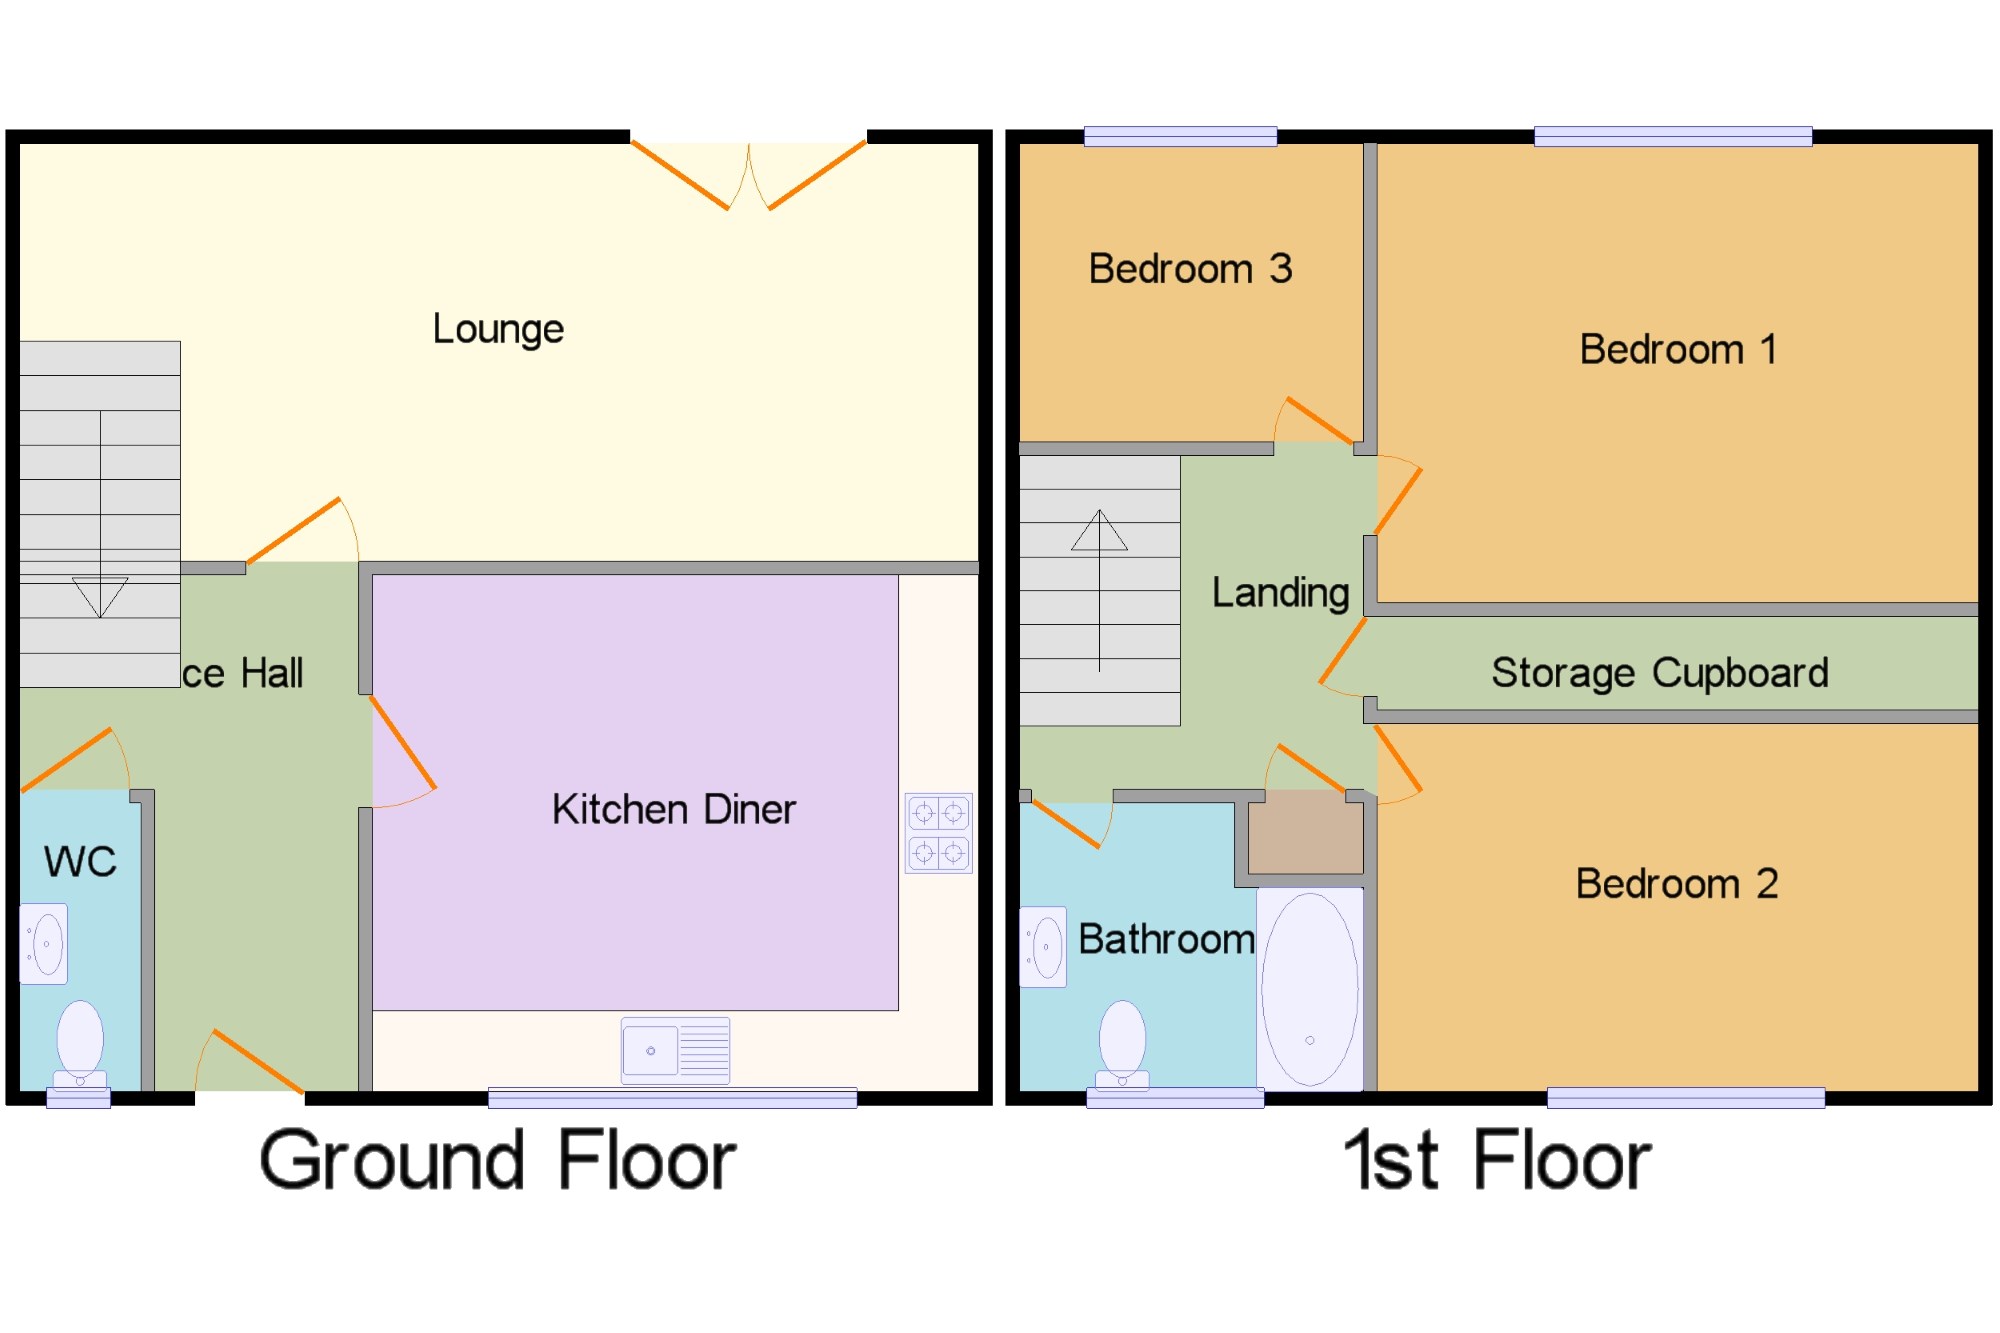 Lounge
ce Hall
Kitchen Diner
WC
Ground Floor
Bedroom 3
Bedroom 1
Landing
Storage Cupboard
Bedroom 2
Bathroom
1st Floor